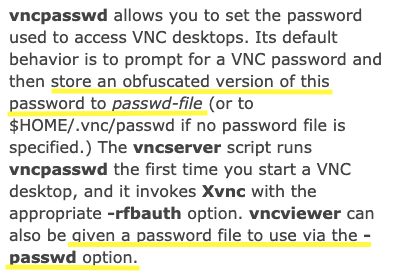 vncpasswd allows you to set the password
used to access VNC desktops. Its default
behavior is to prompt for a VNC password and
then store an obfuscated version of this
password to passwd-file (or to
$HOME/.vnc/passwd if no password file is
specified.) The vncserver script runs
vncpasswd the first time you start a VNC
desktop, and it invokes Xvnc with the
appropriate -rfbauth option. vncviewer can
also be given a password file to use via the -
passwd option.